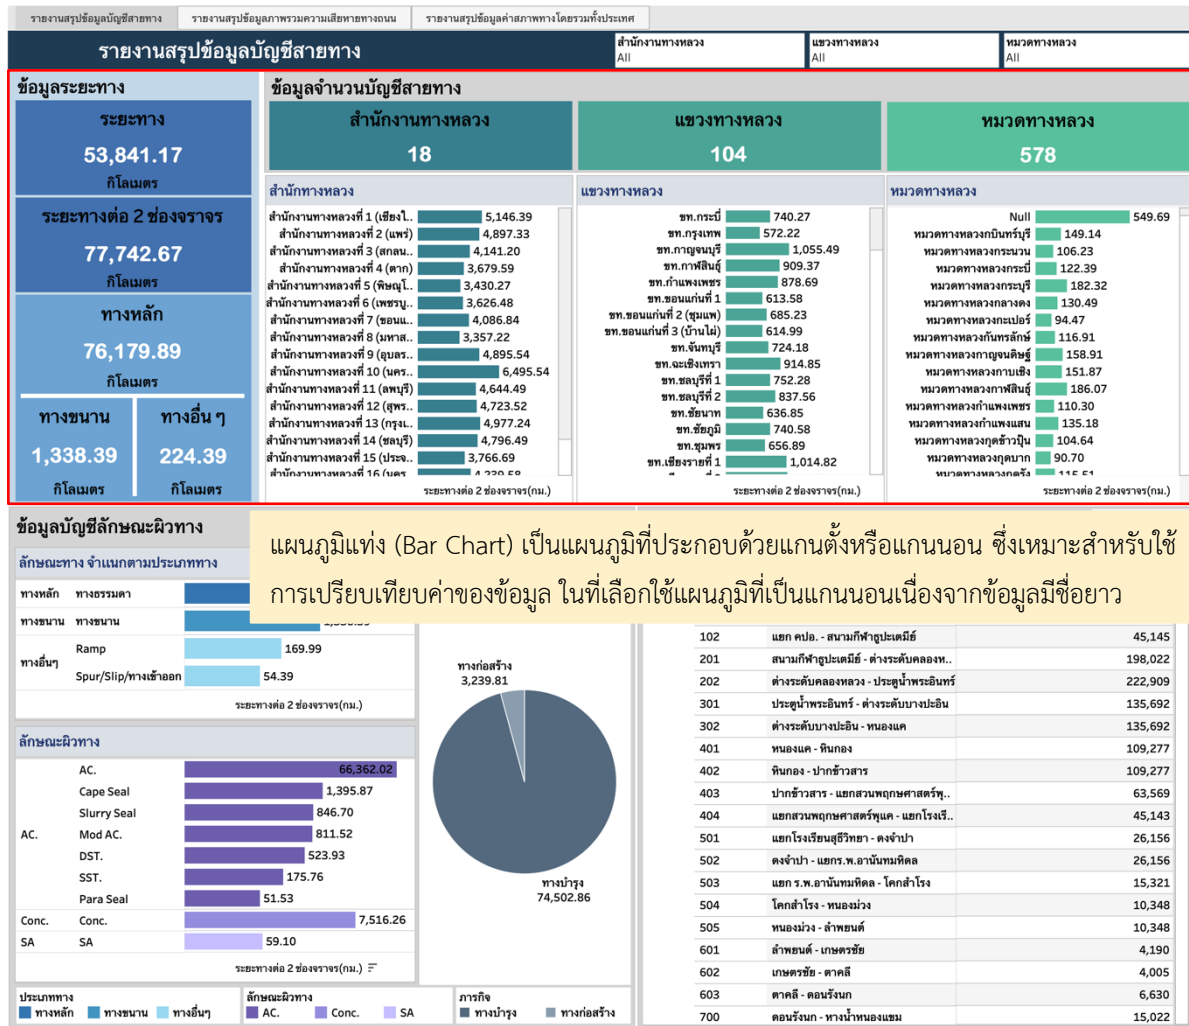 รายงานสรุปข้อมูลบัญชีสายทาง
รายงานสรุปข้อมูลภาพรวมความเสียหายทางถนน
รายงานสรุปข้อมูลค่าสภาพทางโดยรวมทั้งประเทศ
รายงานสรุปข้อมูลบัญชีสายทาง
สำนักงานทางหลวง
All
แขวงทางหลวง
All
หมวดทางหลวง
All
ข้อมูลระยะทาง
ระยะทาง
53,841.17
กิโลเมตร
ระยะทางต่อ 2 ช่องจราจร
77,742.67
กิโลเมตร
ทางหลัก
76,179.89
กิโลเมตร
ทางขนาน
1,338.39
กิโลเมตร
ทางอื่น ๆ
224.39
กิโลเมตร
ข้อมูลจำนวนบัญชีสายทาง
สำนักงานทางหลวง
18
แขวงทางหลวง
104
หมวดทางหลวง
578
สำนักทางหลวง
สำนักงานทางหลวงที่ 1 (เชียงใ.. 5,146.39
สำนักงานทางหลวงที่ 2 (แพร่) 4,897.33
สำนักงานทางหลวงที่ 3 (สกลน.. 4,141.20
สำนักงานทางหลวงที่ 4 (ตาก) 3,679.59
สำนักงานทางหลวงที่ 5 (พิษณุโ.. 3,430.27
สำนักงานทางหลวงที่ 6 (เพชรบู.. 3,626.48
สำนักงานทางหลวงที่ 7 (ขอนแ.. 4,086.84
สำนักงานทางหลวงที่ 8 (มหาส.. 3,357.22
สำนักงานทางหลวงที่ 9 (อุบลร.. 4,895.54
สำนักงานทางหลวงที่ 10 (นคร.. 6,495.54
สำนักงานทางหลวงที่ 11 (ลพบุรี) 4,644.49
สำนักงานทางหลวงที่ 12 (สุพร.. 4,723.52
สำนักงานทางหลวงที่ 13 (กรุงเ.. 4,977.24
สำนักงานทางหลวงที่ 14 (ชลบุรี) 4,796.49
สำนักงานทางหลวงที่ 15 (ประจ.. 3,766.69
สำนักงานทางหลวงที่ 16 (นคร 4,239.58
ระยะทางต่อ 2 ช่องจราจร(กม.)
แขวงทางหลวง
ขท.กระบี่ 740.27
ขท.กรุงเทพ 572.22
ขท.กาญจนบุรี 1,055.49
ขท.กาฬสินธุ์ 909.37
ขท.กำแพงเพชร 878.69
ขท.ขอนแก่นที่ 1 613.58
ขท.ขอนแก่นที่ 2 (ชุมแพ) 685.23
ขท.ขอนแก่นที่ 3 (บ้านไผ่) 614.99
ขท.จันทบุรี 724.18
ขท.ฉะเชิงเทรา 914.85
ขท.ชลบุรีที่ 1 752.28
ขท.ชลบุรีที่ 2 837.56
ขท.ชัยนาท 636.85
ขท.ชัยภูมิ 740.58
ขท.ชุมพร 656.89
ขท.เชียงรายที่ 1 1,014.82
ระยะทางต่อ 2 ช่องจราจร(กม.)
หมวดทางหลวง
Null 549.69
หมวดทางหลวงกบินทร์บุรี 149.14
หมวดทางหลวงกระนวน 106.23
หมวดทางหลวงกระบี่ 122.39
หมวดทางหลวงกระบุรี 182.32
หมวดทางหลวงกลางดง 130.49
หมวดทางหลวงกะเปอร์ 94.47
หมวดทางหลวงกันทรลักษ์ 116.91
หมวดทางหลวงกาญจนดิษฐ์ 158.91
หมวดทางหลวงกาบเชิง 151.87
หมวดทางหลวงกาฬสินธุ์ 186.07
หมวดทางหลวงกำแพงเพชร 110.30
หมวดทางหลวงกำแพงแสน 135.18
หมวดทางหลวงกุดข้าวปุ้น 104.64
หมวดทางหลวงกุดบาก 90.70
หมวดทางหลวงกุดรัง 115.51
ระยะทางต่อ 2 ช่องจราจร(กม.)
แผนภูมิแท่ง (Bar Chart) เป็นแผนภูมิที่ประกอบด้วยแกนตั้งหรือแกนนอน ซึ่งเหมาะสำหรับใช้
การเปรียบเทียบค่าของข้อมูล ในที่เลือกใช้แผนภูมิที่เป็นแกนนอนเนื่องจากข้อมูลมีชื่อยาว
ข้อมูลบัญชีลักษณะผิวทาง
ลักษณะทาง จำแนกตามประเภททาง
ทางหลัก ทางธรรมดา
ทางขนาน ทางขนาน 1,338.39
ทางอื่นๆ
Ramp 169.99
Spur/Slip/ทางเข้าออก 54.39
ระยะทางต่อ 2 ช่องจราจร(กม.)
ลักษณะผิวทาง
AC. 66,362.02
Cape Seal 1,395.87
Slurry Seal 846.70
AC. Mod AC. 811.52
DST. 523.93
SST. 175.76
Para Seal 51.53
Conc. Conc. 7,516.26
SA SA 59.10
ระยะทางต่อ 2 ช่องจราจร(กม.)
ทางก่อสร้าง
3,239.81
ทางบำรุง
74,502.86
102 แยก คปอ. - สนามกีฬาธูปะเตมีย์ 45,145
201 สนามกีฬาธูปะเตมีย์ - ต่างระดับคลองห.. 198,022
202 ต่างระดับคลองหลวง - ประตูน้ำพระอินทร์ 222,909
301 ประตูน้ำพระอินทร์ - ต่างระดับบางปะอิน 135,692
302 ต่างระดับบางปะอิน - หนองแค 135,692
401 หนองแค - หินกอง 109,277
402 หินกอง - ปากข้าวสาร 109,277
403 ปากข้าวสาร - แยกสวนพฤกษศาสตร์พุ.. 63,569
404 แยกสวนพฤกษศาสตร์พุแค - แยกโรงเรี.. 45,143
501 แยกโรงเรียนสุธีวิทยา - ดงจำปา 26,156
502 ดงจำปา - แยกร.พ.อานันทมหิดล 26,156
503 แยก ร.พ.อานันทมหิดล - โคกสำโรง 15,321
504 โคกสำโรง - หนองม่วง 10,348
505 หนองม่วง - ลำพยนต์ 10,348
601 ลำพยนต์ - เกษตรชัย 4,190
602 เกษตรชัย - ตาคลี 4,005
603 ตาคลี - ดอนรังนก 6,630
700 ดอนรังนก - ทางน้ำหนองแขม 15,022
ประเภททาง
ทางหลัก ทางขนาน ทางอื่นๆ
ลักษณะผิวทาง
AC. Conc. SA
ภารกิจ
ทางบำรุง ทางก่อสร้าง